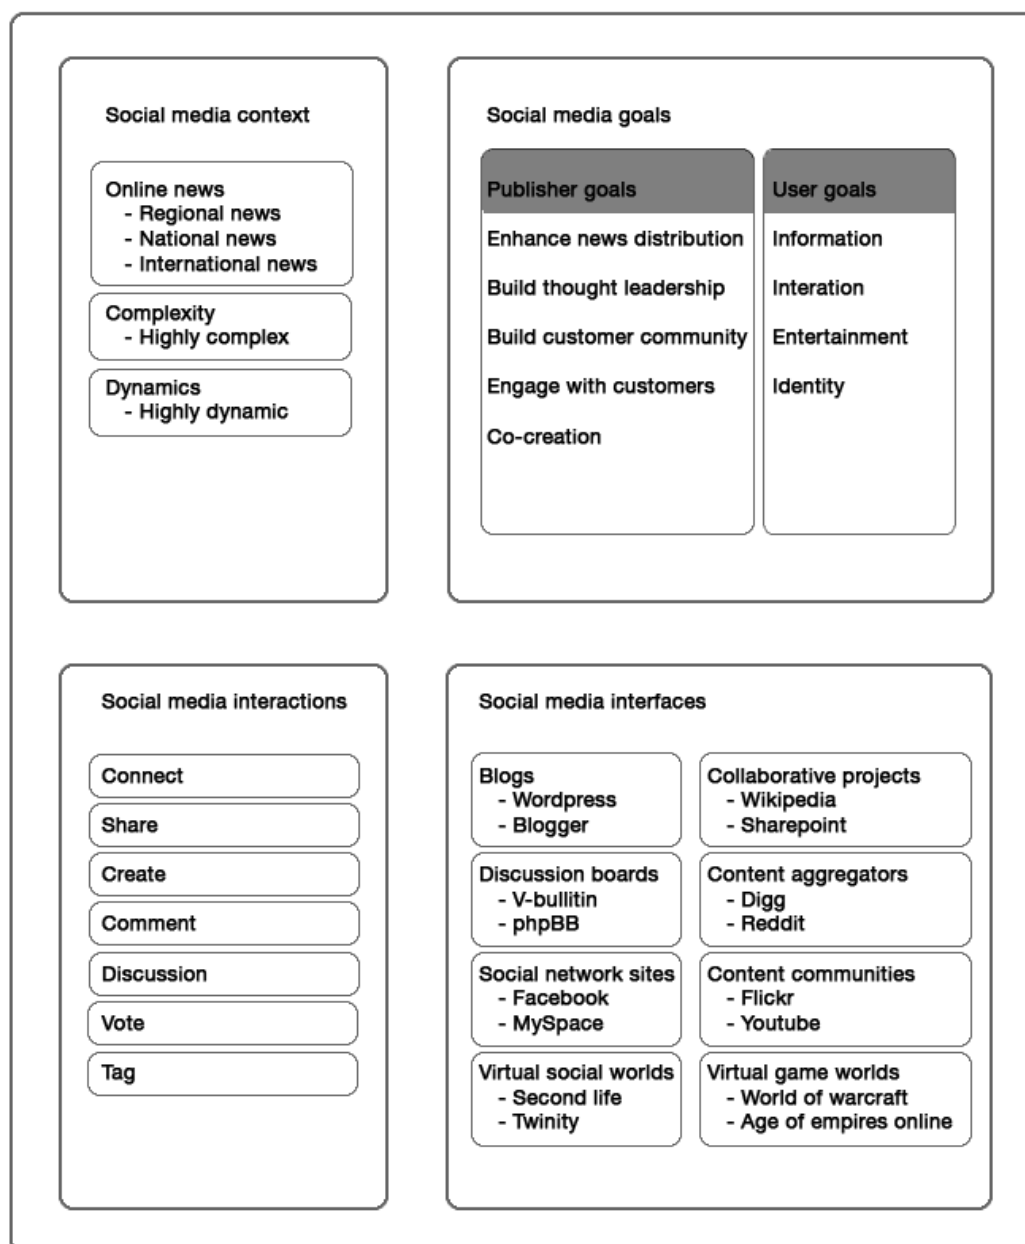 Social media context
Online news
- Regional news
- National news
- International news
Complexity
- Highly complex
Dynamics
- Highly dynamic
Social media goals
Publisher goals
Enhance news distribution
Build thought leadership
Build customer community
Engage with customers
Co-creation
User goals
Information
Interation
Entertainment
Identity
Social media interactions
Connect
Share
Create
Comment
Discussion
Vote
Tag
Social media interfaces
Blogs
- Wordpress
- Blogger
Collaborative projects
- Wikipedia
- Sharepoint
Discussion boards
- V-bullitin
- phpBB
Content aggregators
- Digg
- Reddit
Social network sites
- Facebook
- MySpace
Content communities
- Flickr
- Youtube
Virtual social worlds
- Second life
- Twinity
Virtual game worlds
- World of warcraft
- Age of empires online